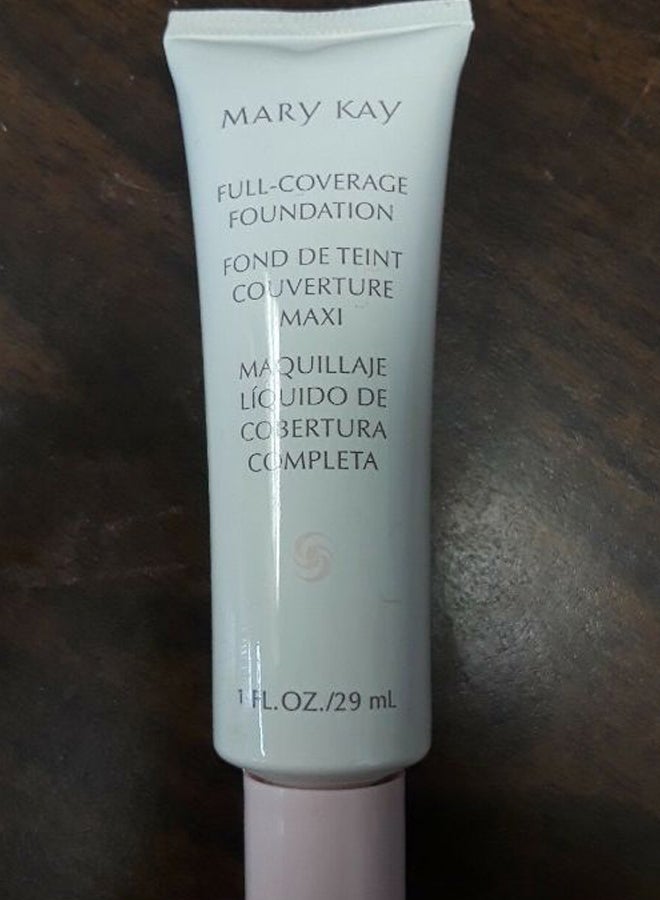 MARY KAY
FULL-COVERAGE
FOUNDATION
FOND DE TEINT
COUVERTURE
MAXI
MAQUILLAJE
LÍQUIDO DE
COBERTURA
COMPLETA
1 FL.OZ./29 mL